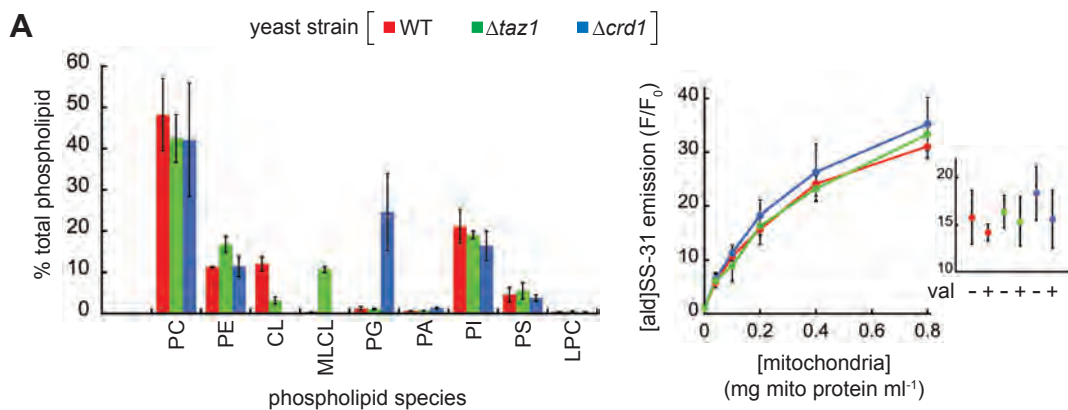 A
yeast strain [ WT Δtaz1 Δcrd1 ]
% total phospholipid
60
50
40
30
20
10
0
PC
PE
CL
MLCL
PG
PA
PI
PS
LPC
phospholipid species
[ald]SS-31 emission (F/F₀)
40
30
20
10
0
0
0.2
0.4
0.6
0.8
[mitochondria]
(mg mito protein ml⁻¹)
20
15
10
val - + - + - +